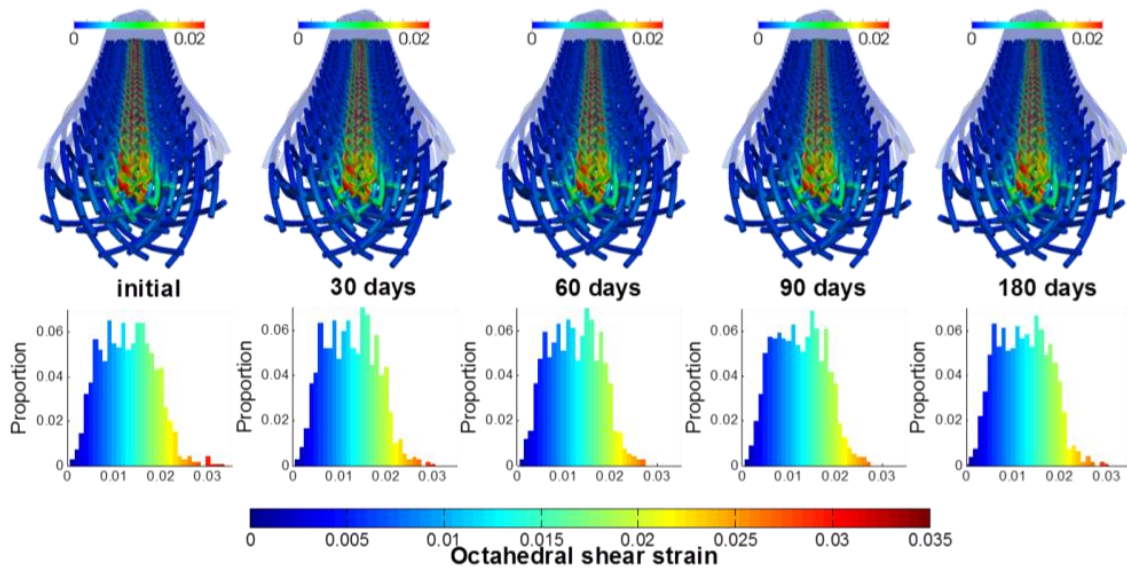 0 0.02 0 0.02 0 0.02 0 0.02 0 0.02
initial 30 days 60 days 90 days 180 days
Proportion Proportion Proportion Proportion Proportion
0.06 0.06 0.06 0.06 0.06
0.04 0.04 0.04 0.04 0.04
0.02 0.02 0.02 0.02 0.02
0 0 0 0 0
0 0.01 0.02 0.03 0 0.01 0.02 0.03 0 0.01 0.02 0.03 0 0.01 0.02 0.03 0 0.01 0.02 0.03
0 0.005 0.01 0.015 0.02 0.025 0.03 0.035
Octahedral shear strain